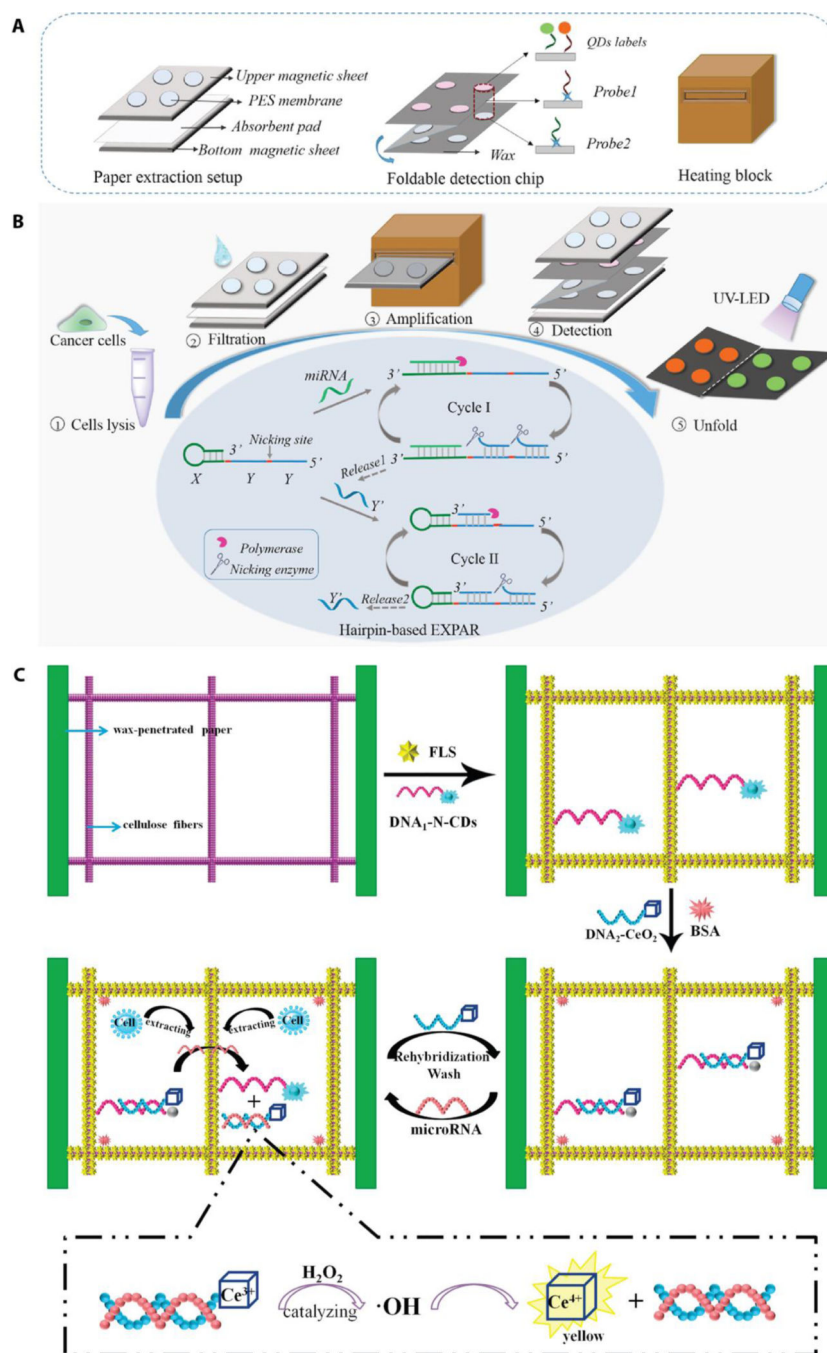 A
Upper magnetic sheet
PES membrane
Absorbent pad
Bottom magnetic sheet
Paper extraction setup
QDs labels
Probe1
Probe2
Wax
Foldable detection chip
Heating block
B
Cancer cells
① Cells lysis
② Filtration
③ Amplification
④ Detection
UV-LED
⑤ Unfold
miRNA
3’
5’
Cycle I
3’
Nicking site
5’
X
Y
Y
3’
5’
Release1
Y’
3’
5’
Polymerase
Nicking enzyme
Cycle II
3’
5’
Y’
Release2
Hairpin-based EXPAR
C
wax-penetrated paper
cellulose fibers
FLS
DNA1-N-CDs
DNA2-CeO2
BSA
Cell
extracting
extracting
Cell
+
Rehybridization
Wash
microRNA
Ce3+
H2O2
catalyzing
·OH
Ce4+
yellow
+